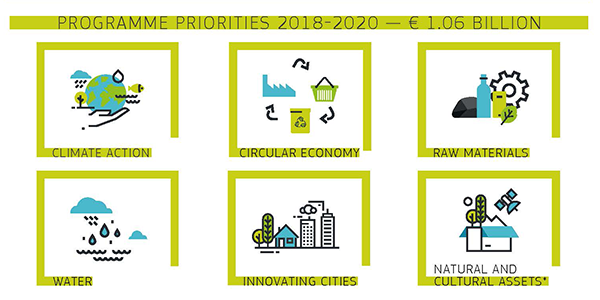 PROGRAMME PRIORITIES 2018-2020 — € 1.06 BILLION
CLIMATE ACTION
CIRCULAR ECONOMY
RAW MATERIALS
WATER
INNOVATING CITIES
NATURAL AND
CULTURAL ASSETS*